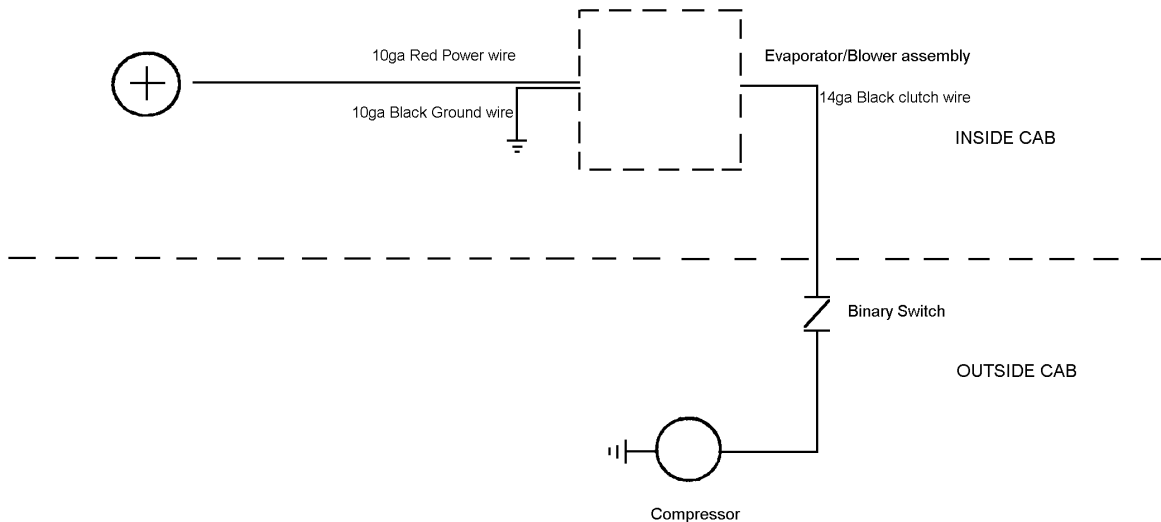 10ga Red Power wire
Evaporator/Blower assembly
10ga Black Ground wire
14ga Black clutch wire
INSIDE CAB
Binary Switch
OUTSIDE CAB
Compressor